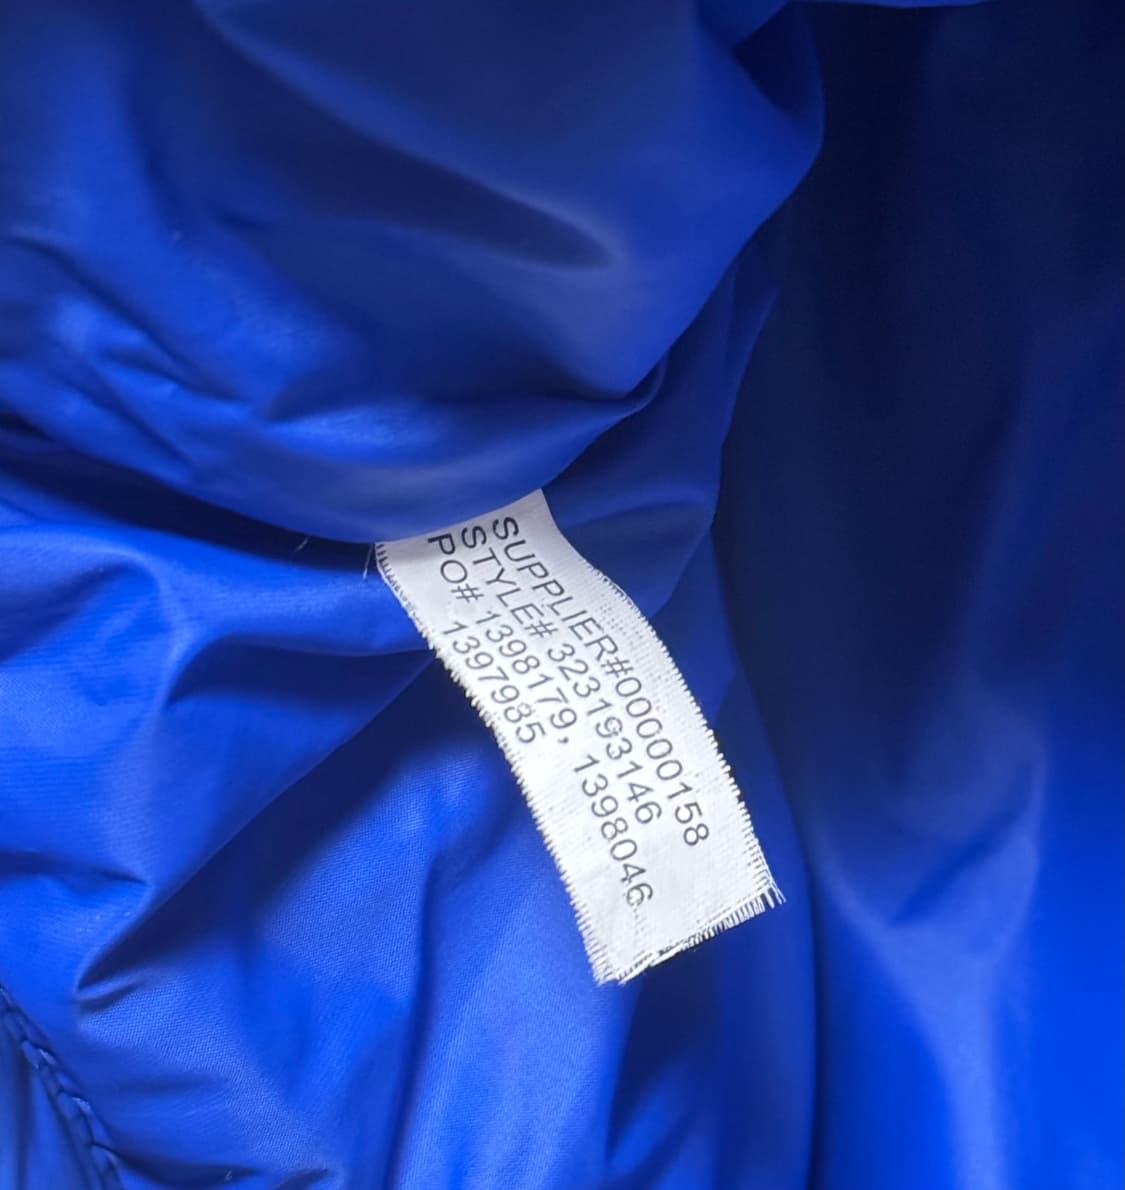 SUPPLIER#00000158
STYLE# 323193146
PO# 1398179, 1398046
1397985